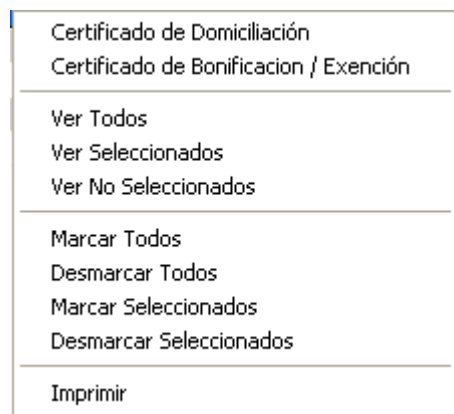 Certificado de Domiciliación
Certificado de Bonificacion / Exención
Ver Todos
Ver Seleccionados
Ver No Seleccionados
Marcar Todos
Desmarcar Todos
Marcar Seleccionados
Desmarcar Seleccionados
Imprimir